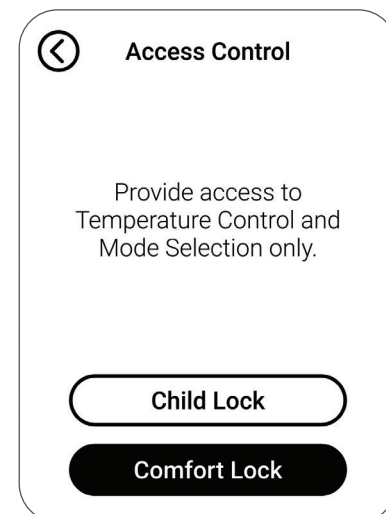 Access Control
Provide access to
Temperature Control and
Mode Selection only.
Child Lock
Comfort Lock